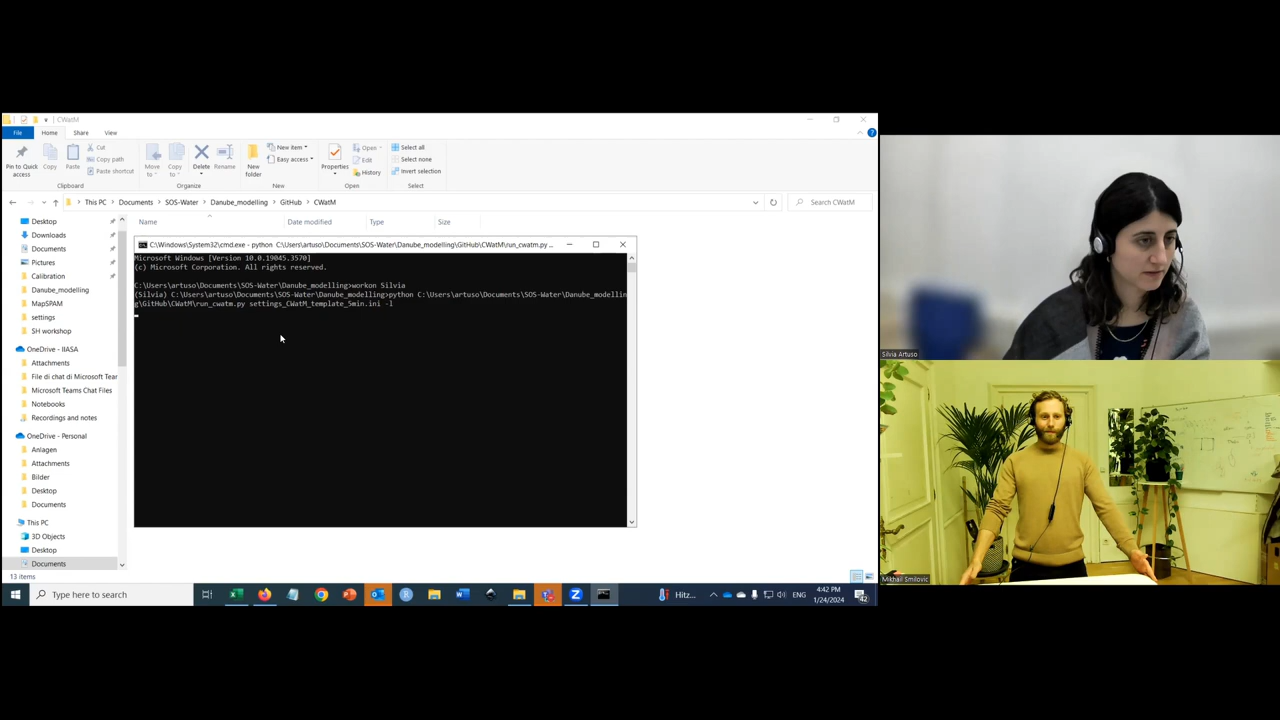 CWatM
File
Home
Share
View
Pin to Quick access
Copy
Paste
Cut
Copy path
Paste shortcut
Clipboard
Move to
Copy to
Delete
Rename
Organize
New folder
New item
Easy access
New
Properties
Open
Edit
History
Open
Select all
Select none
Invert selection
Select
This PC > Documents > SOS-Water > Danube_modelling > GitHub > CWatM
Search CWatM
Name
Date modified
Type
Size
Desktop
Downloads
Documents
Pictures
Calibration
Danube_modelling
MapSPAM
settings
SH workshop
OneDrive - IIASA
Attachments
File di chat di Microsoft Tear
Microsoft Teams Chat Files
Notebooks
Recordings and notes
OneDrive - Personal
Anlagen
Attachments
Bilder
Desktop
Documents
This PC
3D Objects
Desktop
Documents
13 items
C:\Windows\System32\cmd.exe - python C:\Users\artuso\Documents\SOS-Water\Danube_modelling\GitHub\CWatM\run_cwatm.py ...
Microsoft Windows [Version 10.0.19045.3570]
(c) Microsoft Corporation. All rights reserved.
C:\Users\artuso\Documents\SOS-Water\Danube_modelling>workon Silvia
(Silvia) C:\Users\artuso\Documents\SOS-Water\Danube_modelling>python C:\Users\artuso\Documents\SOS-Water\Danube_modellin
g\GitHub\CWatM\run_cwatm.py settings_CWatM_template_5min.ini -l
Type here to search
Hitz...
ENG
4:42 PM
1/24/2024
42
Silvia Artuso
Mikhail Smilovic